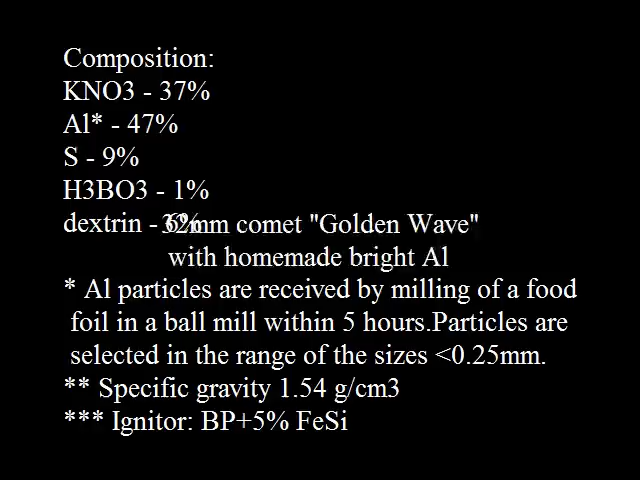 Composition:
KNO3 - 37%
Al* - 47%
S - 9%
H3BO3 - 1%
dextrin - 6%
32mm comet "Golden Wave"
with homemade bright Al
* Al particles are received by milling of a food
foil in a ball mill within 5 hours.Particles are
selected in the range of the sizes <0.25mm.
** Specific gravity 1.54 g/cm3
*** Ignitor: BP+5% FeSi